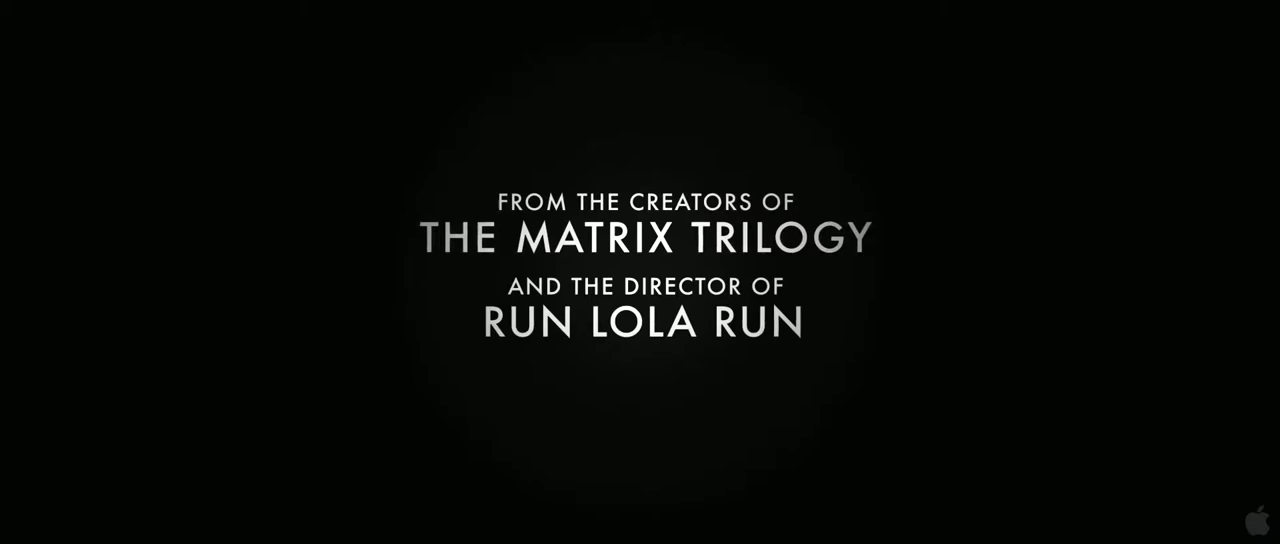 FROM THE CREATORS OF
THE MATRIX TRILOGY
AND THE DIRECTOR OF
RUN LOLA RUN